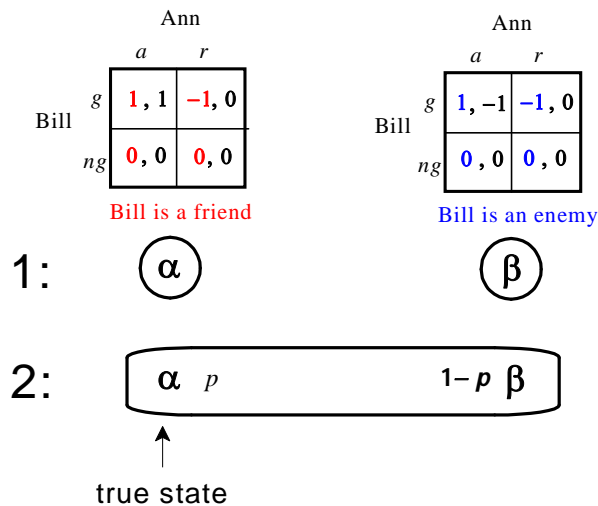 Ann Ann
a r a r
Bill g 1 , 1 −1, 0 Bill g 1, −1 −1, 0
ng 0, 0 0, 0 ng 0 , 0 0 , 0
Bill is a friend Bill is an enemy
1: α β
2: α p 1− p β
true state